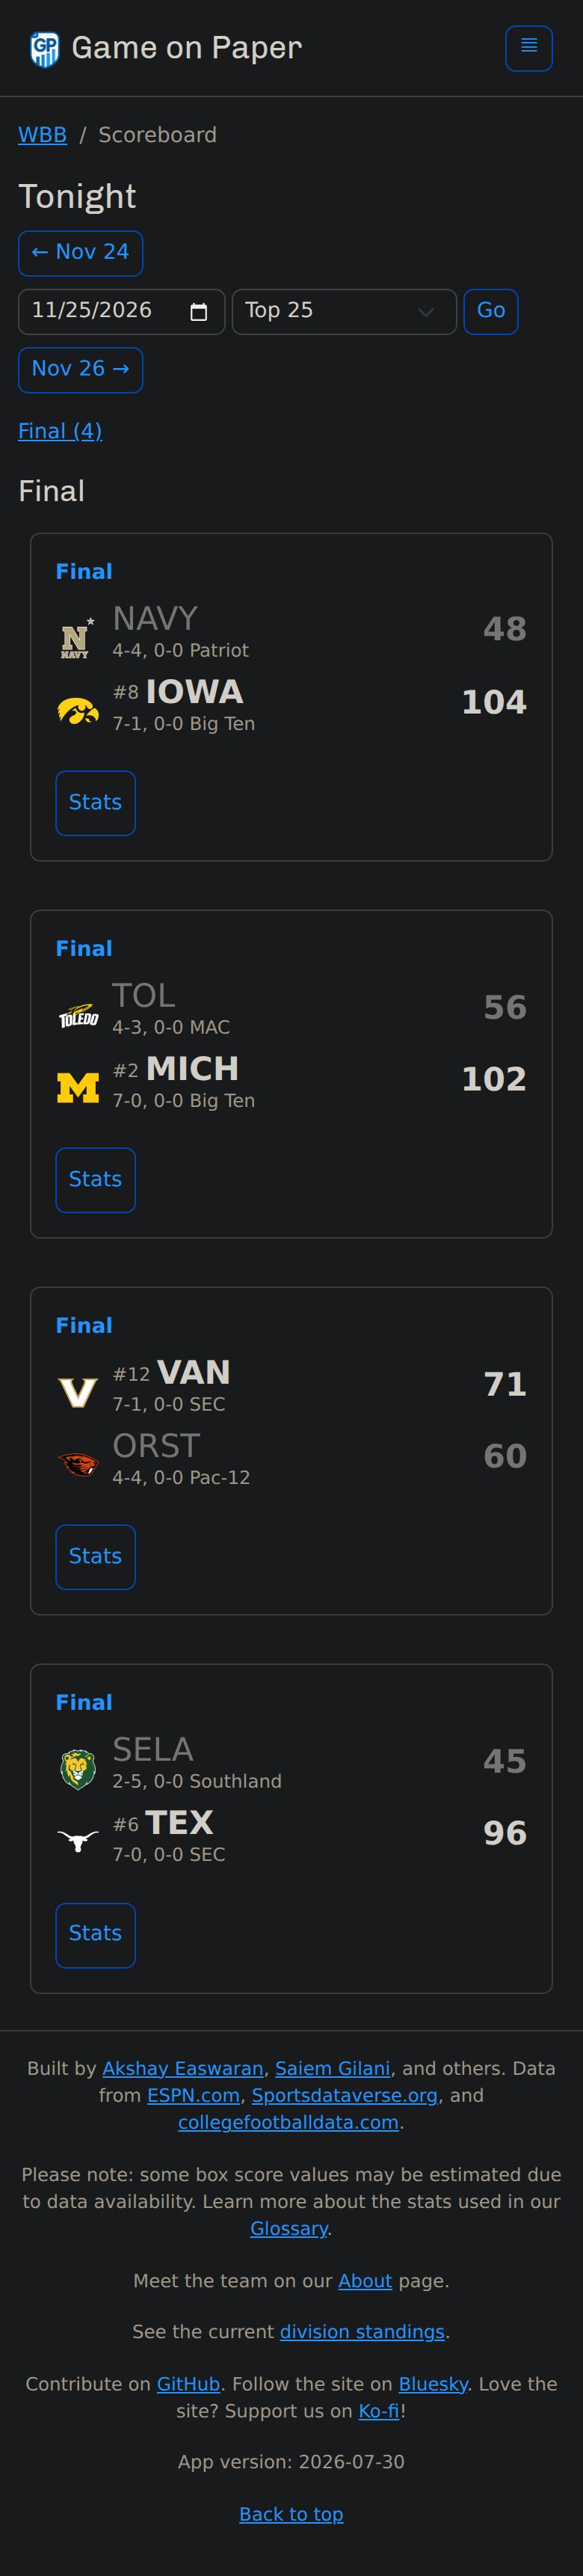 GP Game on Paper
WBB / Scoreboard
Tonight
← Nov 24
11/25/2026 Top 25 Go
Nov 26 →
Final (4)
Final
Final
NAVY 48
4-4, 0-0 Patriot
N NAVY
#8 IOWA 104
7-1, 0-0 Big Ten
Stats
Final
TOL 56
4-3, 0-0 MAC
TOLEDO
#2 MICH 102
7-0, 0-0 Big Ten
M
Stats
Final
#12 VAN 71
7-1, 0-0 SEC
V
ORST 60
4-4, 0-0 Pac-12
Stats
Final
SELA 45
2-5, 0-0 Southland
#6 TEX 96
7-0, 0-0 SEC
Stats
Built by Akshay Easwaran, Saiem Gilani, and others. Data
from ESPN.com, Sportsdataverse.org, and
collegefootballdata.com.
Please note: some box score values may be estimated due
to data availability. Learn more about the stats used in our
Glossary.
Meet the team on our About page.
See the current division standings.
Contribute on GitHub. Follow the site on Bluesky. Love the
site? Support us on Ko-fi!
App version: 2026-07-30
Back to top